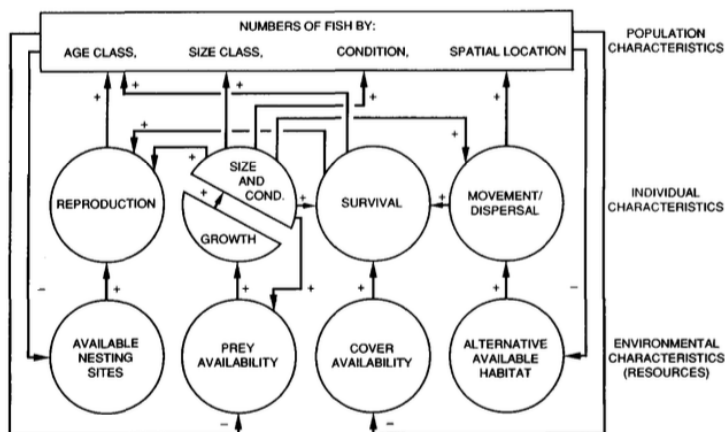 NUMBERS OF FISH BY:
AGE CLASS, SIZE CLASS, CONDITION, SPATIAL LOCATION
POPULATION
CHARACTERISTICS
+ + + +
+ + + +
REPRODUCTION
SIZE
AND
COND.
+
GROWTH
+
SURVIVAL
+
MOVEMENT/
DISPERSAL
INDIVIDUAL
CHARACTERISTICS
– + + + + + –
AVAILABLE
NESTING
SITES
PREY
AVAILABILITY
COVER
AVAILABILITY
ALTERNATIVE
AVAILABLE
HABITAT
ENVIRONMENTAL
CHARACTERISTICS
(RESOURCES)
– –